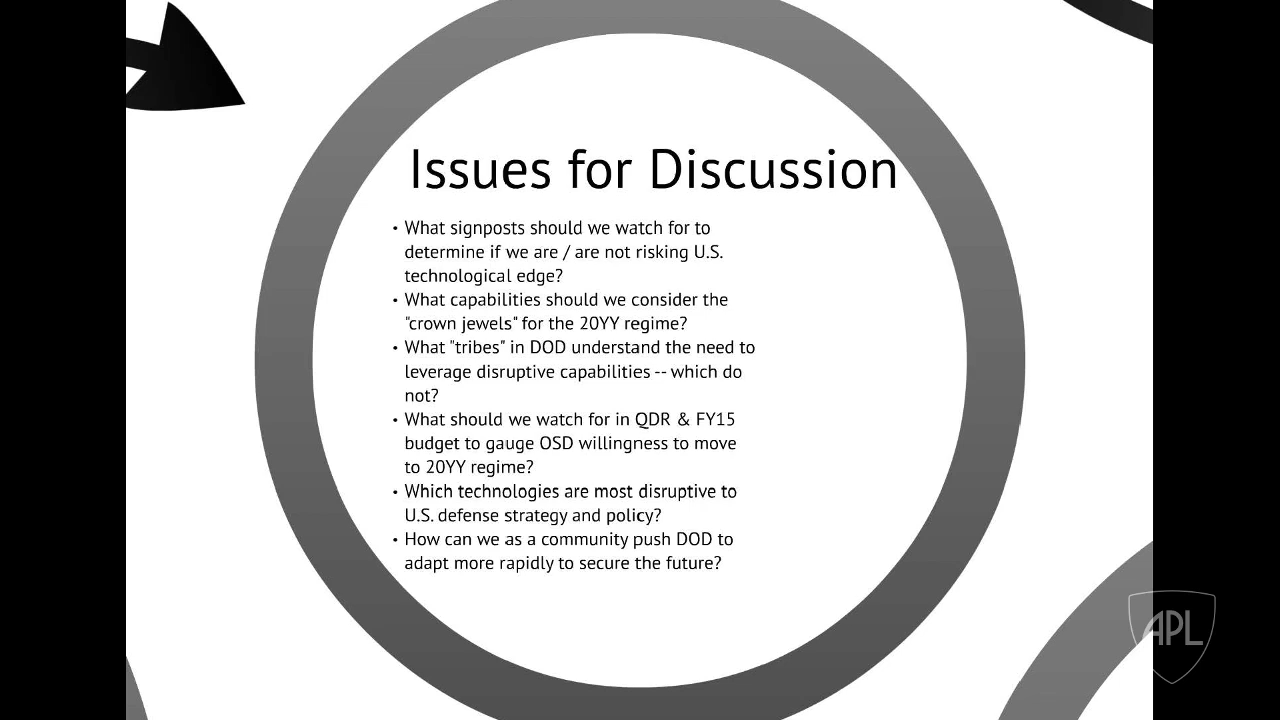 Issues for Discussion
• What signposts should we watch for to
determine if we are / are not risking U.S.
technological edge?
• What capabilities should we consider the
"crown jewels" for the 20YY regime?
• What "tribes" in DOD understand the need to
leverage disruptive capabilities -- which do
not?
• What should we watch for in QDR & FY15
budget to gauge OSD willingness to move
to 20YY regime?
• Which technologies are most disruptive to
U.S. defense strategy and policy?
• How can we as a community push DOD to
adapt more rapidly to secure the future?
APL